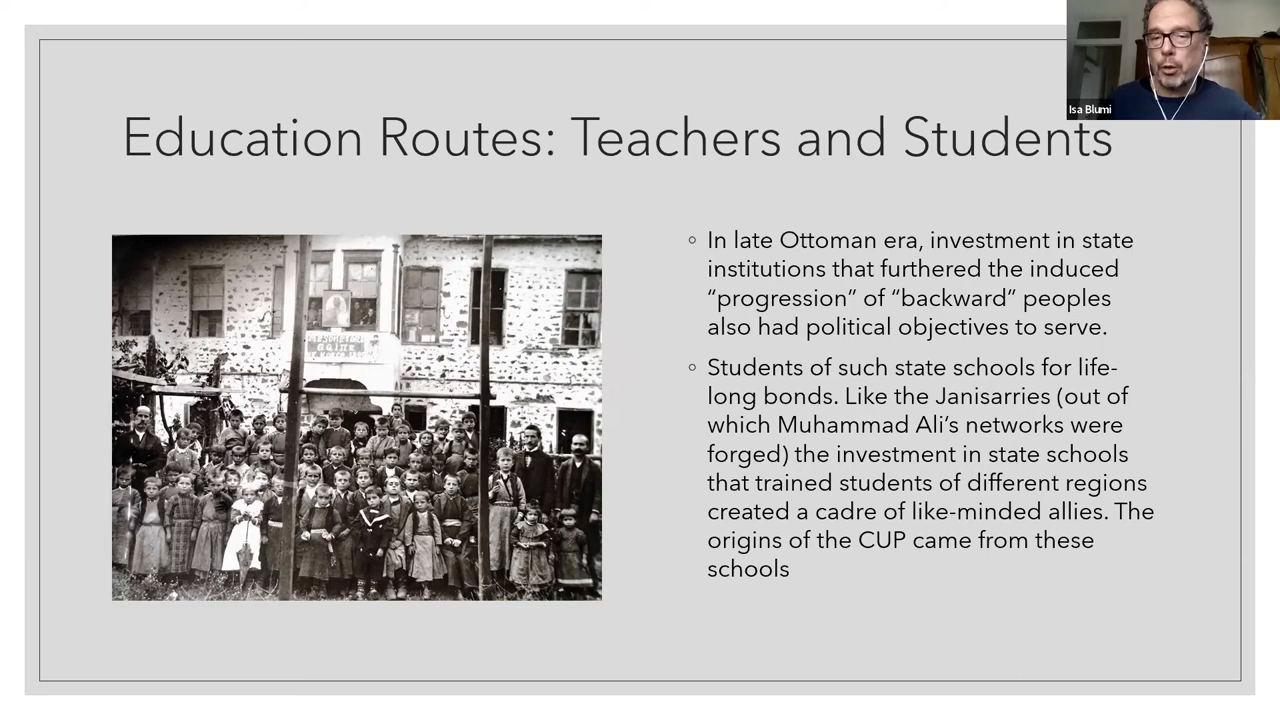 Isa Blumi
Education Routes: Teachers and Students
◦ In late Ottoman era, investment in state
institutions that furthered the induced
“progression” of “backward” peoples
also had political objectives to serve.
◦ Students of such state schools for life-
long bonds. Like the Janisarries (out of
which Muhammad Ali’s networks were
forged) the investment in state schools
that trained students of different regions
created a cadre of like-minded allies. The
origins of the CUP came from these
schools